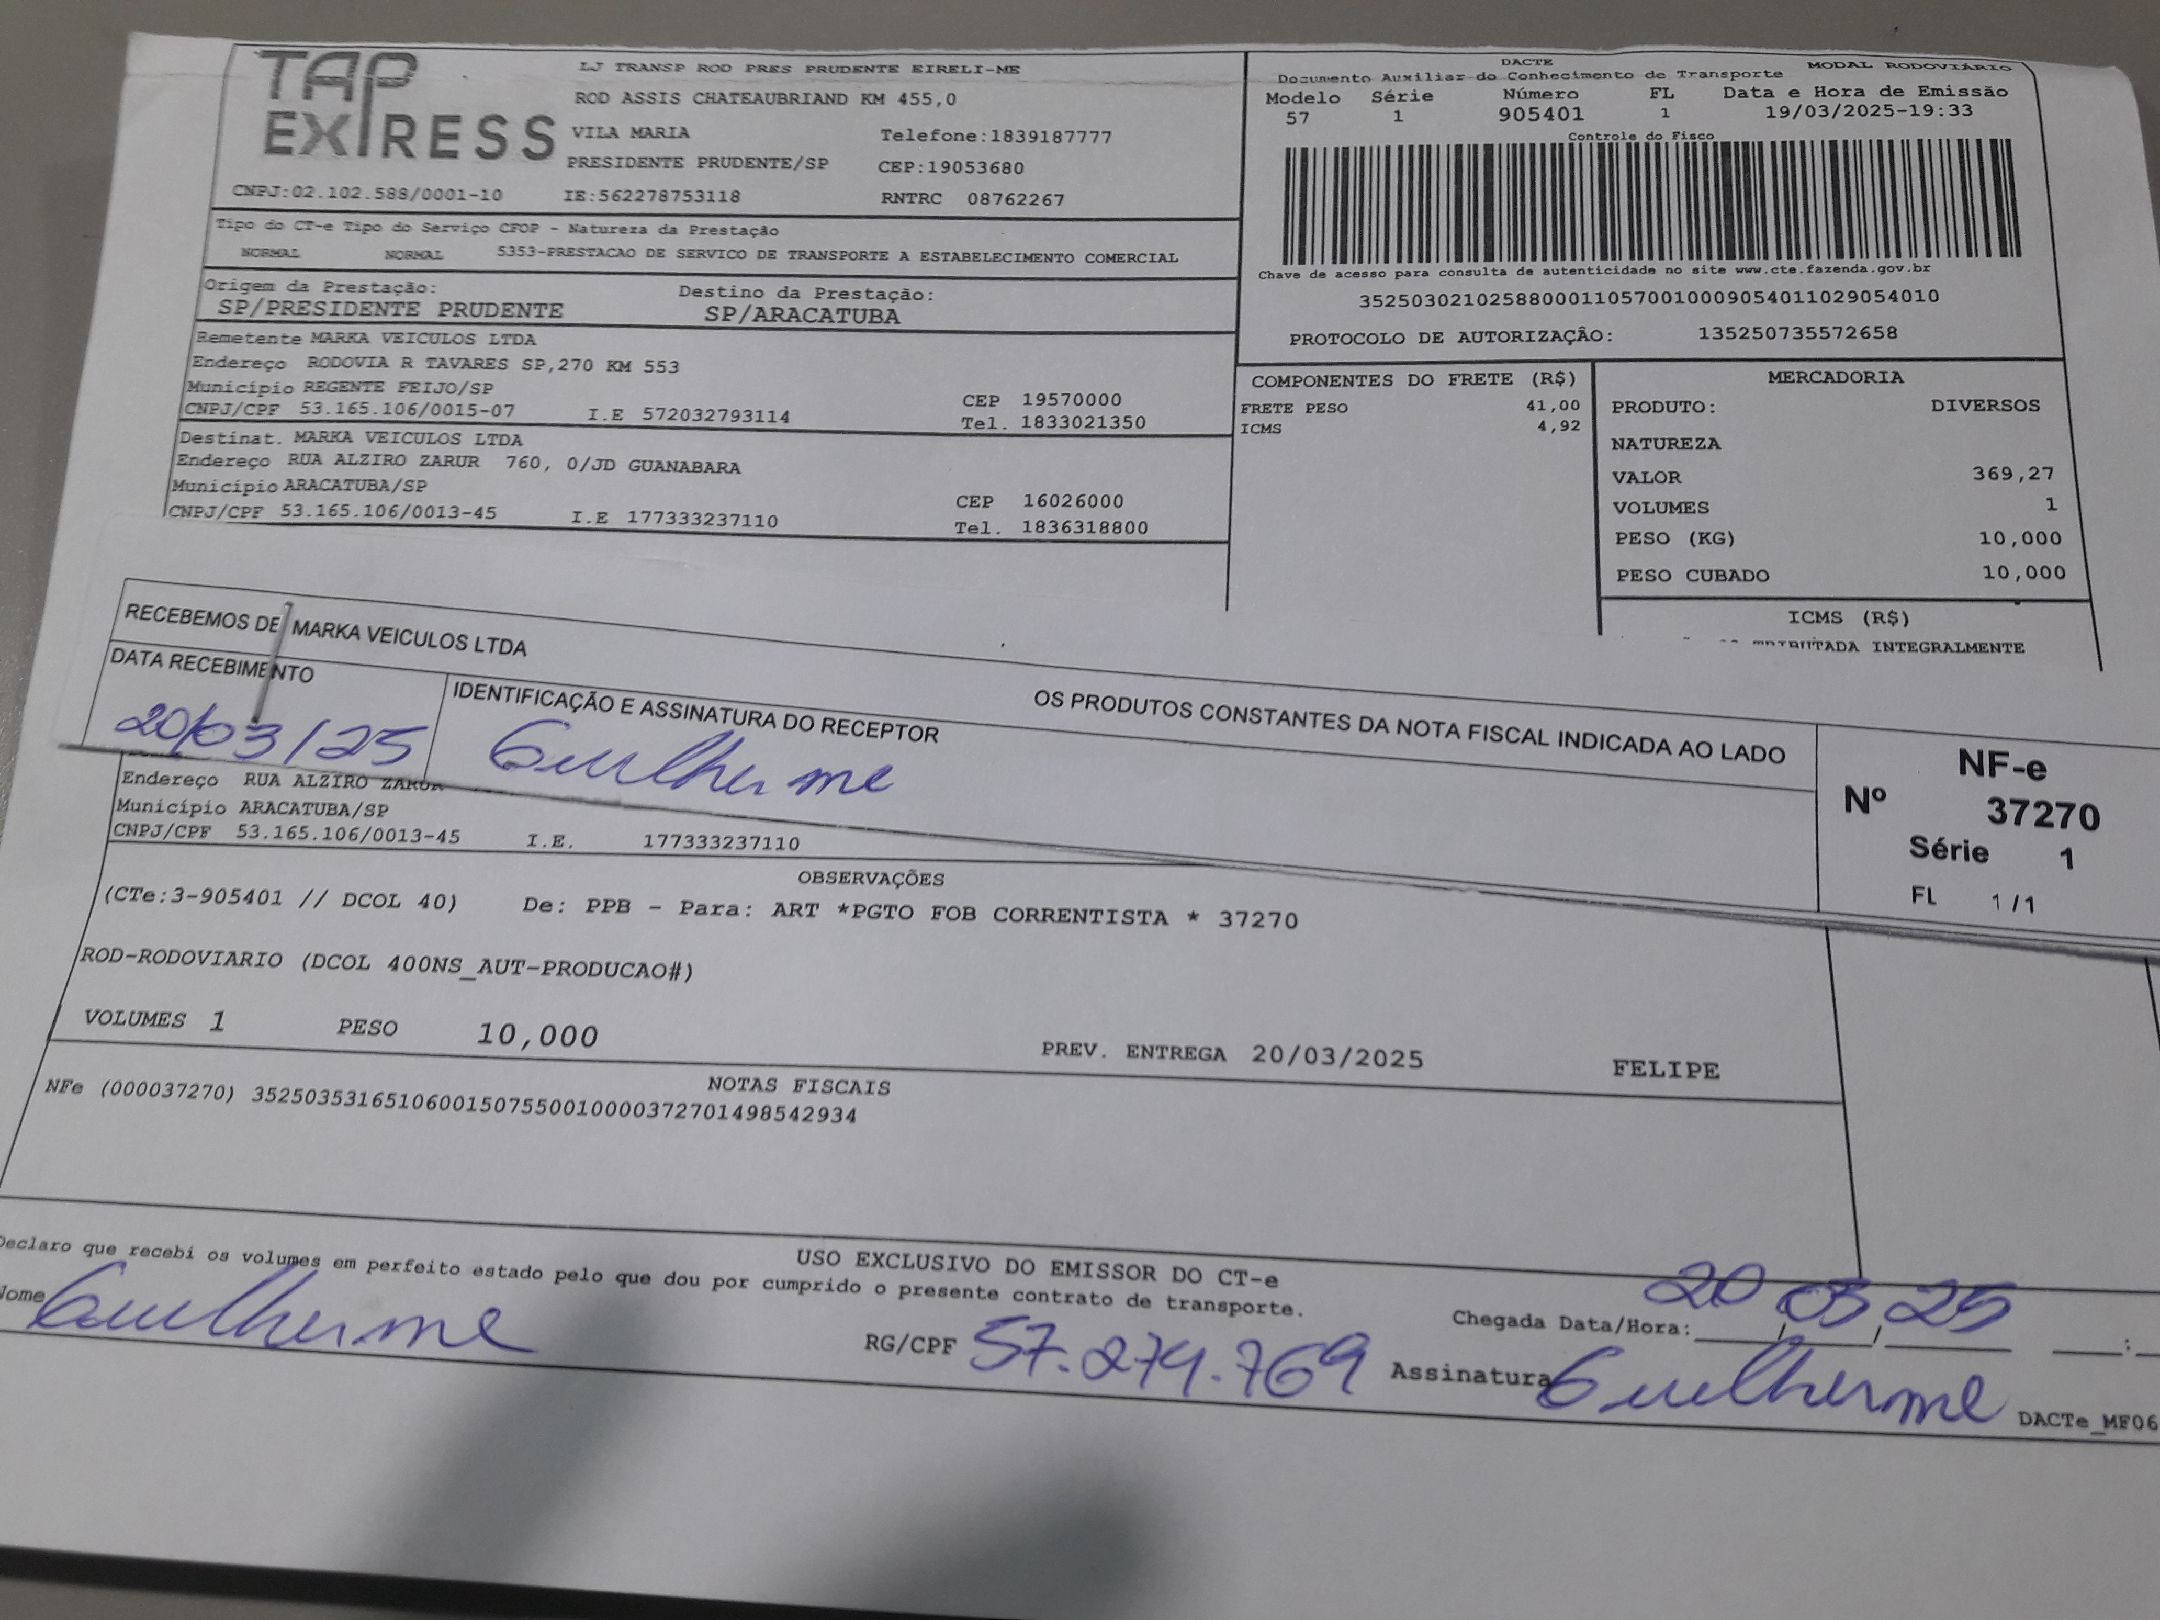 TAP EXPRESS
LJ TRANSP ROD PRES PRUDENTE EIRELI-ME
ROD ASSIS CHATEAUBRIAND KM 455,0
VILA MARIA Telefone:1839187777
PRESIDENTE PRUDENTE/SP CEP:19053680
CNPJ:02.102.588/0001-10 IE:562278753118 RNTRC 08762267
Tipo do CT-e Tipo do Serviço CFOP - Natureza da Prestação
NORMAL NORMAL 5353-PRESTACAO DE SERVICO DE TRANSPORTE A ESTABELECIMENTO COMERCIAL
Origem da Prestação: Destino da Prestação:
SP/PRESIDENTE PRUDENTE SP/ARACATUBA
Remetente MARKA VEICULOS LTDA
Endereço RODOVIA R TAVARES SP,270 KM 553
Município REGENTE FEIJO/SP CEP 19570000
CNPJ/CPF 53.165.106/0015-07 I.E 572032793114 Tel. 1833021350
Destinat. MARKA VEICULOS LTDA
Endereço RUA ALZIRO ZARUR 760, 0/JD GUANABARA
Município ARACATUBA/SP CEP 16026000
CNPJ/CPF 53.165.106/0013-45 I.E 177333237110 Tel. 1836318800
DACTE MODAL RODOVIÁRIO
Documento Auxiliar do Conhecimento de Transporte
Modelo Série Número FL Data e Hora de Emissão
57 1 905401 1 19/03/2025-19:33
Controle do Fisco
Chave de acesso para consulta de autenticidade no site www.cte.fazenda.gov.br
35250302102588000110570010009054011029054010
PROTOCOLO DE AUTORIZAÇÂO: 135250735572658
COMPONENTES DO FRETE (R$)
FRETE PESO 41,00
ICMS 4,92
MERCADORIA
PRODUTO: DIVERSOS
NATUREZA
VALOR 369,27
VOLUMES 1
PESO (KG) 10,000
PESO CUBADO 10,000
ICMS (R$)
TRIBUTADA INTEGRALMENTE
RECEBEMOS DE MARKA VEICULOS LTDA OS PRODUTOS CONSTANTES DA NOTA FISCAL INDICADA AO LADO
DATA RECEBIMENTO IDENTIFICAÇÃO E ASSINATURA DO RECEPTOR
20/03/25 Guilherme
NF-e
Nº 37270
Série 1
FL 1/1
Endereço RUA ALZIRO ZARUR
Município ARACATUBA/SP
CNPJ/CPF 53.165.106/0013-45 I.E. 177333237110
OBSERVAÇÕES
(CTe:3-905401 // DCOL 40) De: PPB - Para: ART *PGTO FOB CORRENTISTA * 37270
ROD-RODOVIARIO (DCOL 400NS_AUT-PRODUCAO#)
VOLUMES 1 PESO 10,000 PREV. ENTREGA 20/03/2025 FELIPE
NOTAS FISCAIS
NFe (000037270) 35250353165106001507550010000372701498542934
USO EXCLUSIVO DO EMISSOR DO CT-e
Declaro que recebi os volumes em perfeito estado pelo que dou por cumprido o presente contrato de transporte.
Nome Guilherme RG/CPF 57.274.769 Chegada Data/Hora: 20/03/25 __:__
Assinatura Guilherme DACTe_MF06